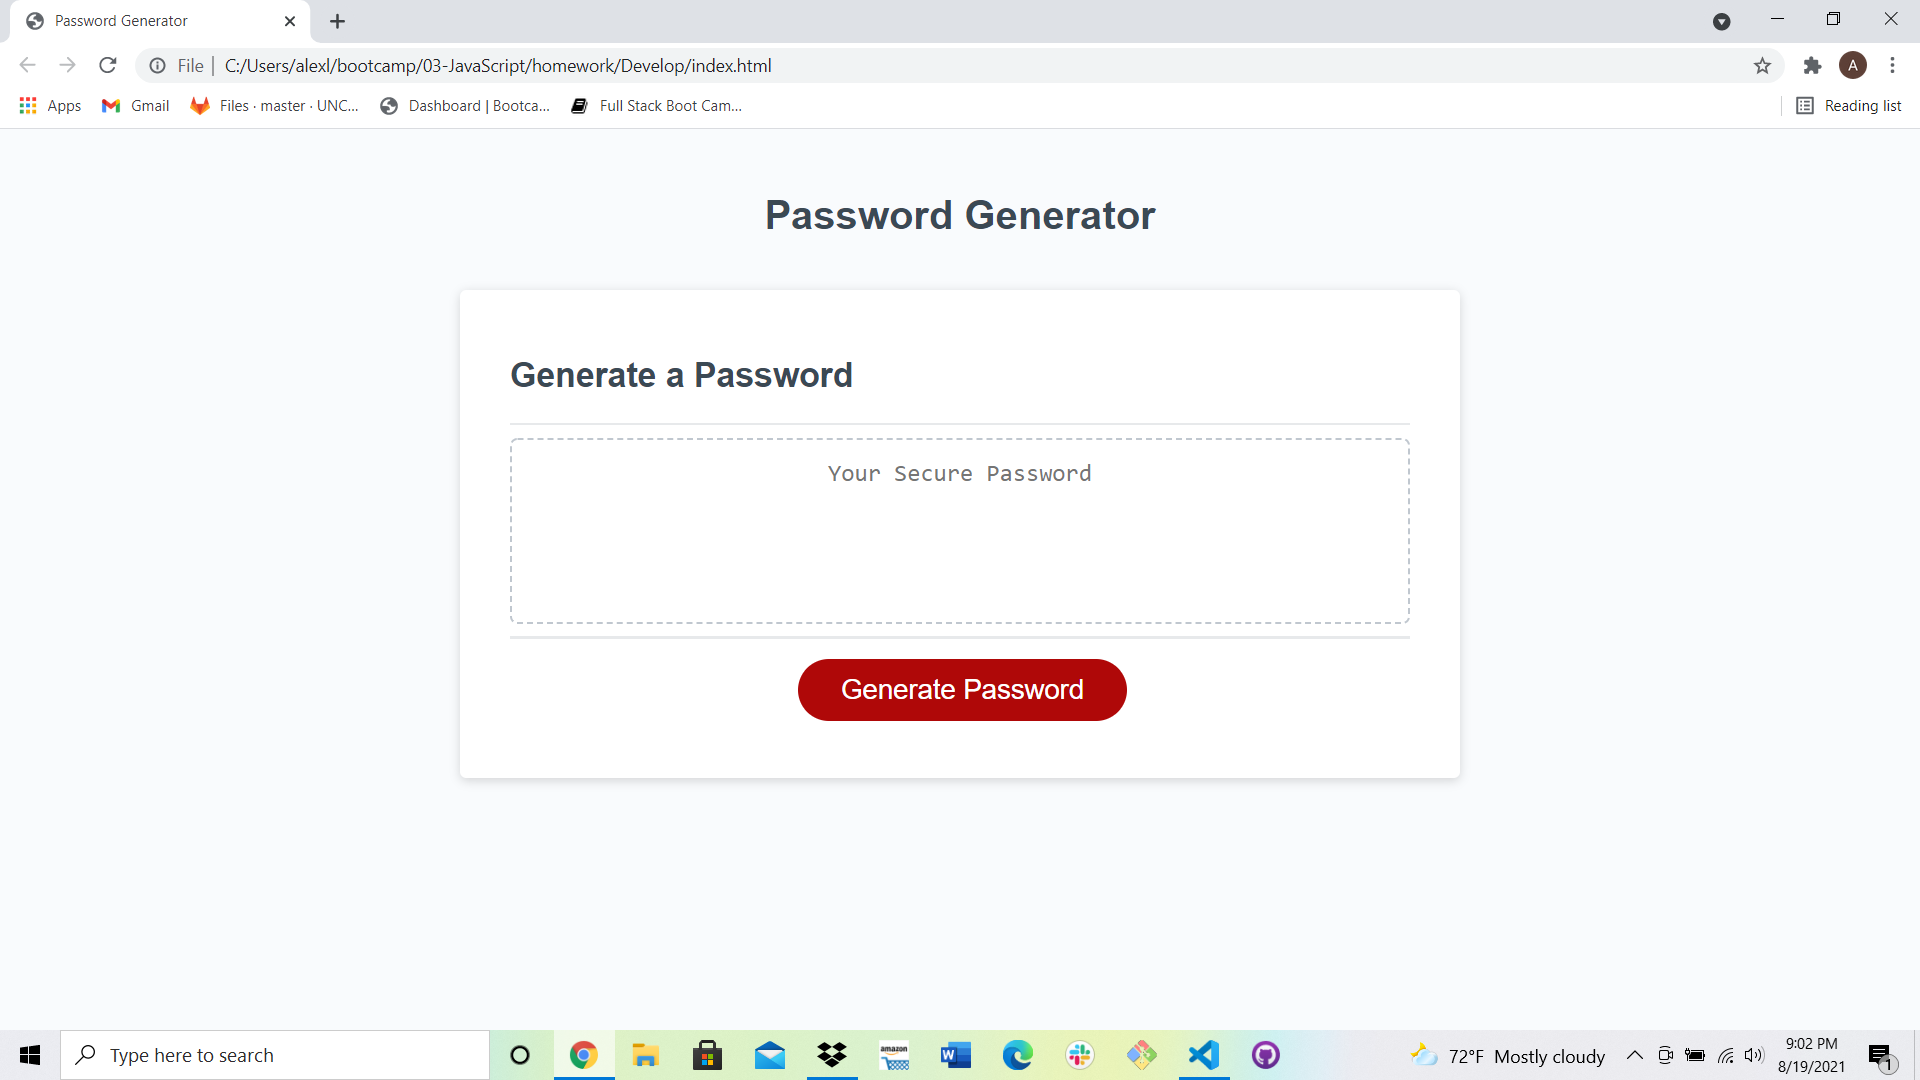 Password Generator
File | C:/Users/alexl/bootcamp/03-JavaScript/homework/Develop/index.html
A
Apps
Gmail
Files · master · UNC...
Dashboard | Bootca...
Full Stack Boot Cam...
Reading list
Password Generator
Generate a Password
Your Secure Password
Generate Password
Type here to search
amazon
W
72°F Mostly cloudy
9:02 PM
8/19/2021
1